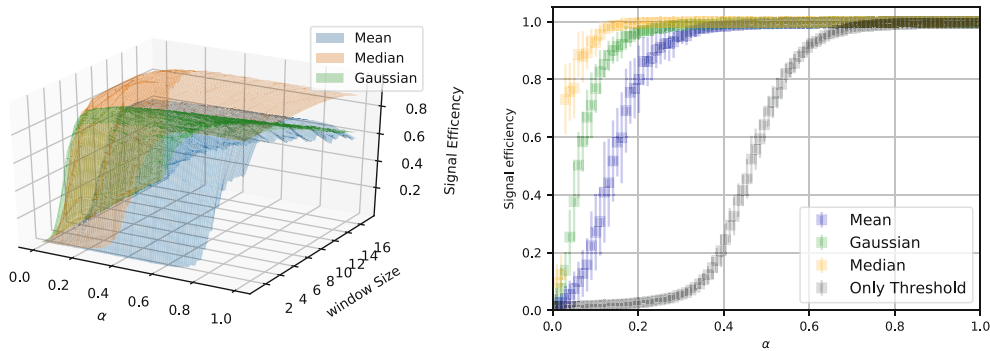 Mean
Median
Gaussian
0.8
0.6
0.4
0.2
Signal Efficency
0.0
0.2
0.4
0.6
0.8
1.0
α
2
4
6
8
10
12
14
16
window Size
1.0
0.8
0.6
0.4
0.2
0.0
Signal efficiency
Mean
Gaussian
Median
Only Threshold
0.0
0.2
0.4
0.6
0.8
1.0
α